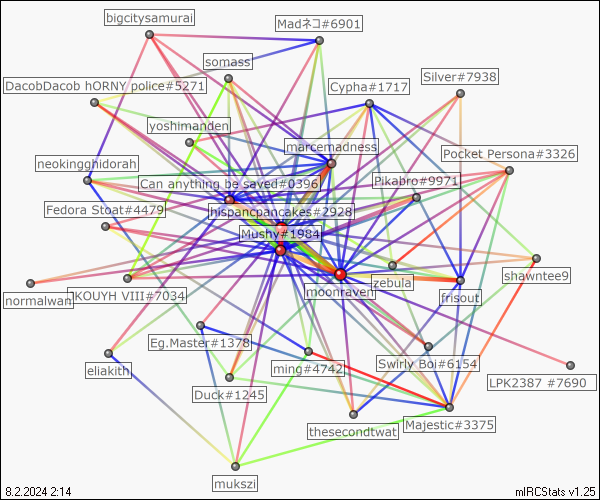 bigcitysamurai
Madネコ#6901
somass
Silver#7938
DacobDacob hORNY police#5271
Cypha#1717
yoshimanden
marcemadness
Pocket Persona#3326
neokingghidorah
Can anything be saved#0396
Pikabro#9971
Fedora Stoat#4479
hispancpancakes#2928
Mushy#1984
shawntee9
zebula
normalwan
KOUYH VIII#7034
moonraven
frisout
Eg.Master#1378
Swirly Boi#6154
eliakith
ming#4742
LPK2387 #7690
Duck#1245
Majestic#3375
thesecondtwat
mukszi
8.2.2024 2:14
mIRCStats v1.25